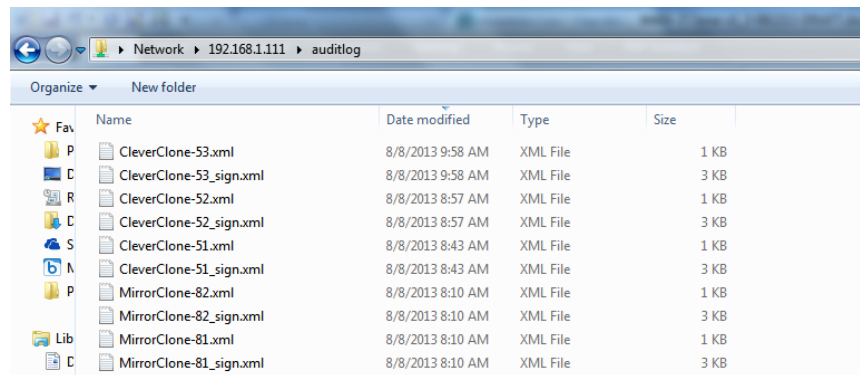 Network 192.168.1.111 auditlog
Organize New folder
Name Date modified Type Size
Fav
P CleverClone-53.xml 8/8/2013 9:58 AM XML File 1 KB
D CleverClone-53_sign.xml 8/8/2013 9:58 AM XML File 3 KB
R CleverClone-52.xml 8/8/2013 8:57 AM XML File 1 KB
D CleverClone-52_sign.xml 8/8/2013 8:57 AM XML File 3 KB
S CleverClone-51.xml 8/8/2013 8:43 AM XML File 1 KB
N CleverClone-51_sign.xml 8/8/2013 8:43 AM XML File 3 KB
P MirrorClone-82.xml 8/8/2013 8:10 AM XML File 1 KB
MirrorClone-82_sign.xml 8/8/2013 8:10 AM XML File 3 KB
Lib MirrorClone-81.xml 8/8/2013 8:10 AM XML File 1 KB
D MirrorClone-81_sign.xml 8/8/2013 8:10 AM XML File 3 KB